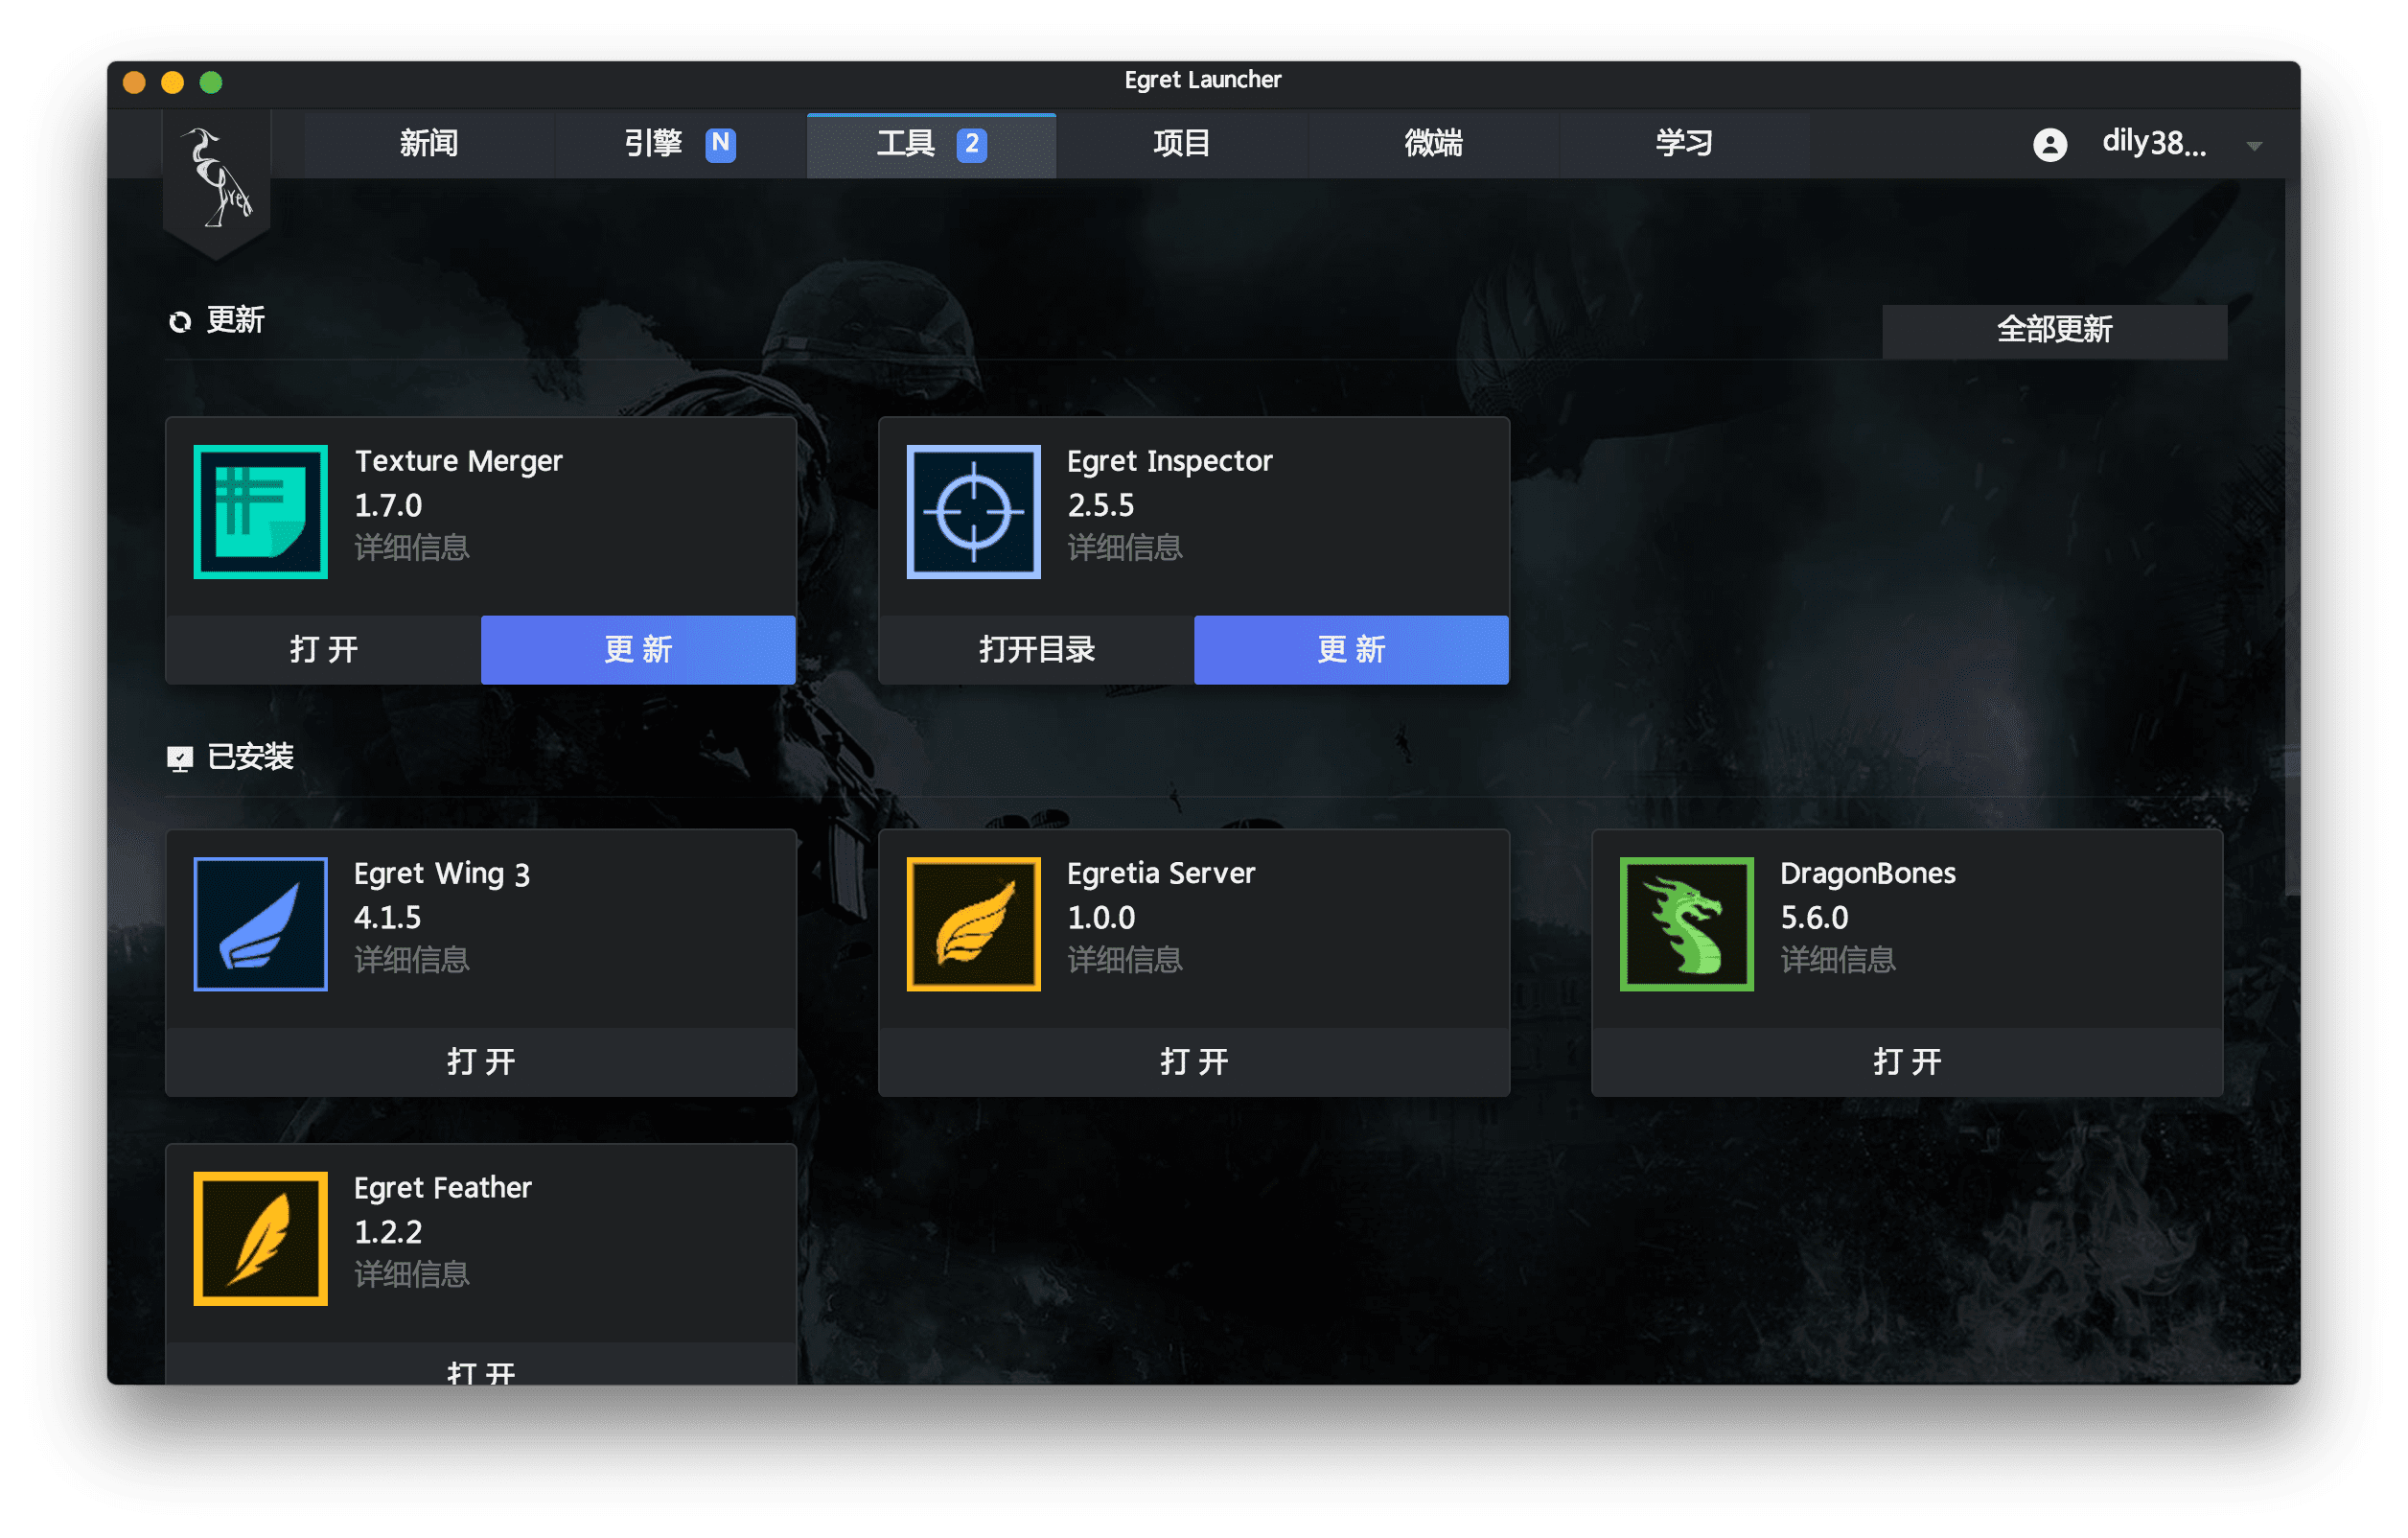 Egret Launcher
新闻
引擎 N
工具 2
项目
微端
学习
dily38...
Egret
更新
全部更新
Texture Merger
1.7.0
详细信息
打 开
更 新
Egret Inspector
2.5.5
详细信息
打开目录
更 新
已安装
Egret Wing 3
4.1.5
详细信息
打 开
Egretia Server
1.0.0
详细信息
打 开
DragonBones
5.6.0
详细信息
打 开
Egret Feather
1.2.2
详细信息
打 开